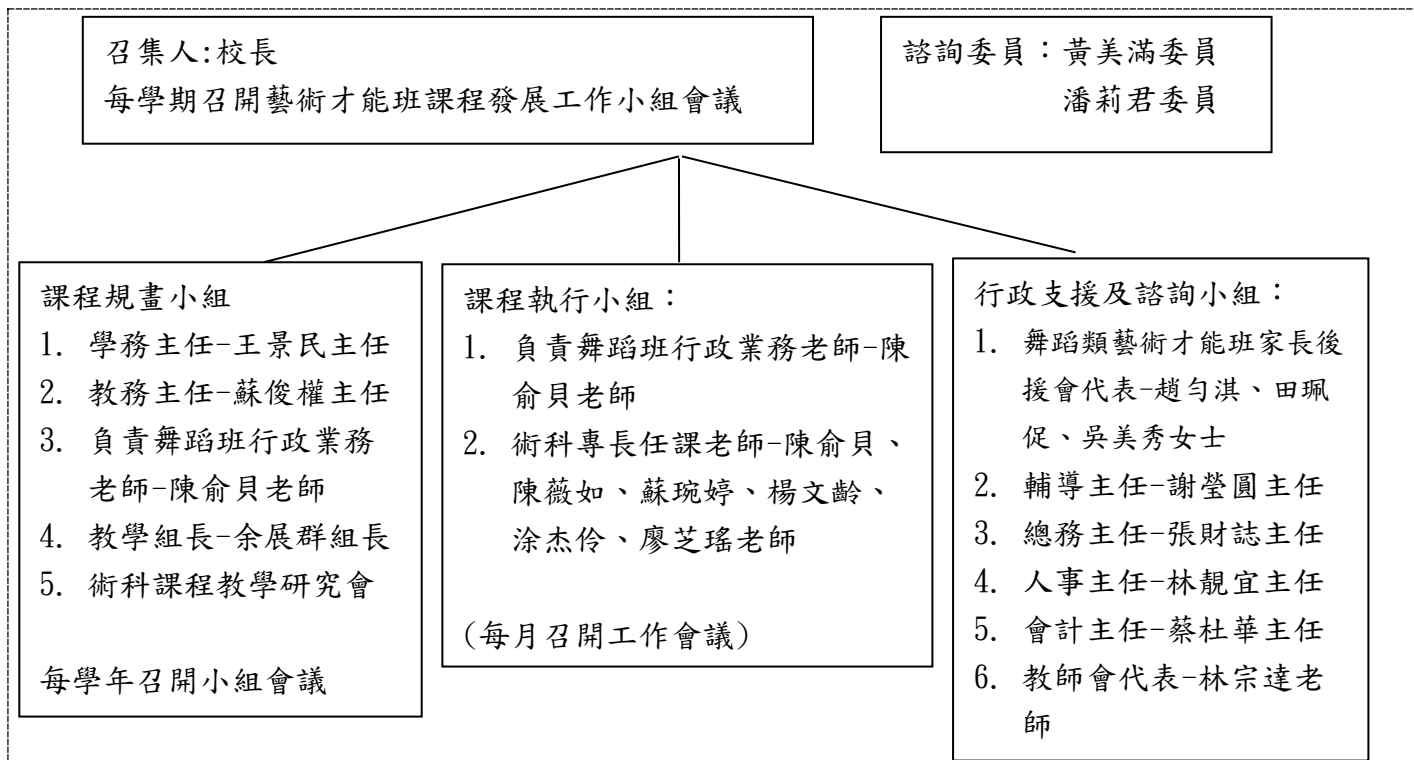 召集人:校長
每學期召開藝術才能班課程發展工作小組會議
諮詢委員：黃美滿委員
潘莉君委員
課程規畫小組
1. 學務主任-王景民主任
2. 教務主任-蘇俊權主任
3. 負責舞蹈班行政業務
老師-陳俞貝老師
4. 教學組長-余展群組長
5. 術科課程教學研究會
每學年召開小組會議
課程執行小組：
1. 負責舞蹈班行政業務老師-陳
俞貝老師
2. 術科專長任課老師-陳俞貝、
陳薇如、蘇琬婷、楊文齡、
涂杰伶、廖芝瑤老師
(每月召開工作會議)
行政支援及諮詢小組：
1. 舞蹈類藝術才能班家長後
援會代表-趙勻淇、田珮
促、吳美秀女士
2. 輔導主任-謝瑩圓主任
3. 總務主任-張財誌主任
4. 人事主任-林靚宜主任
5. 會計主任-蔡杜華主任
6. 教師會代表-林宗達老
師